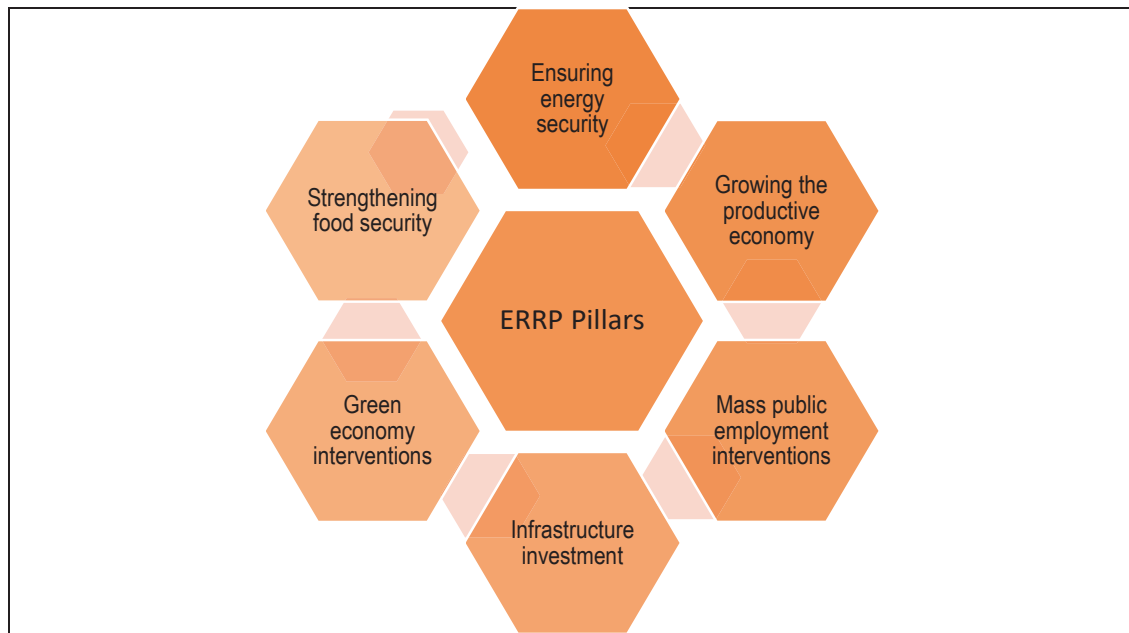 Ensuring
energy
security
Growing the
productive
economy
Mass public
employment
interventions
Infrastructure
investment
Green
economy
interventions
Strengthening
food security
ERRP Pillars